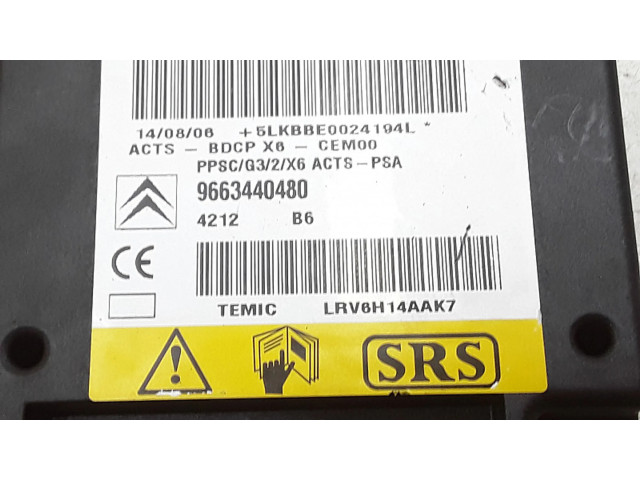 14/08/06 +5LKBBE0024194L*
ACTS - BDCP X6 - CEM00
PPSC/G3/2/X6 ACTS-PSA
9663440480
4212 B6
CE
TEMIC LRV6H14AAK7
SRS